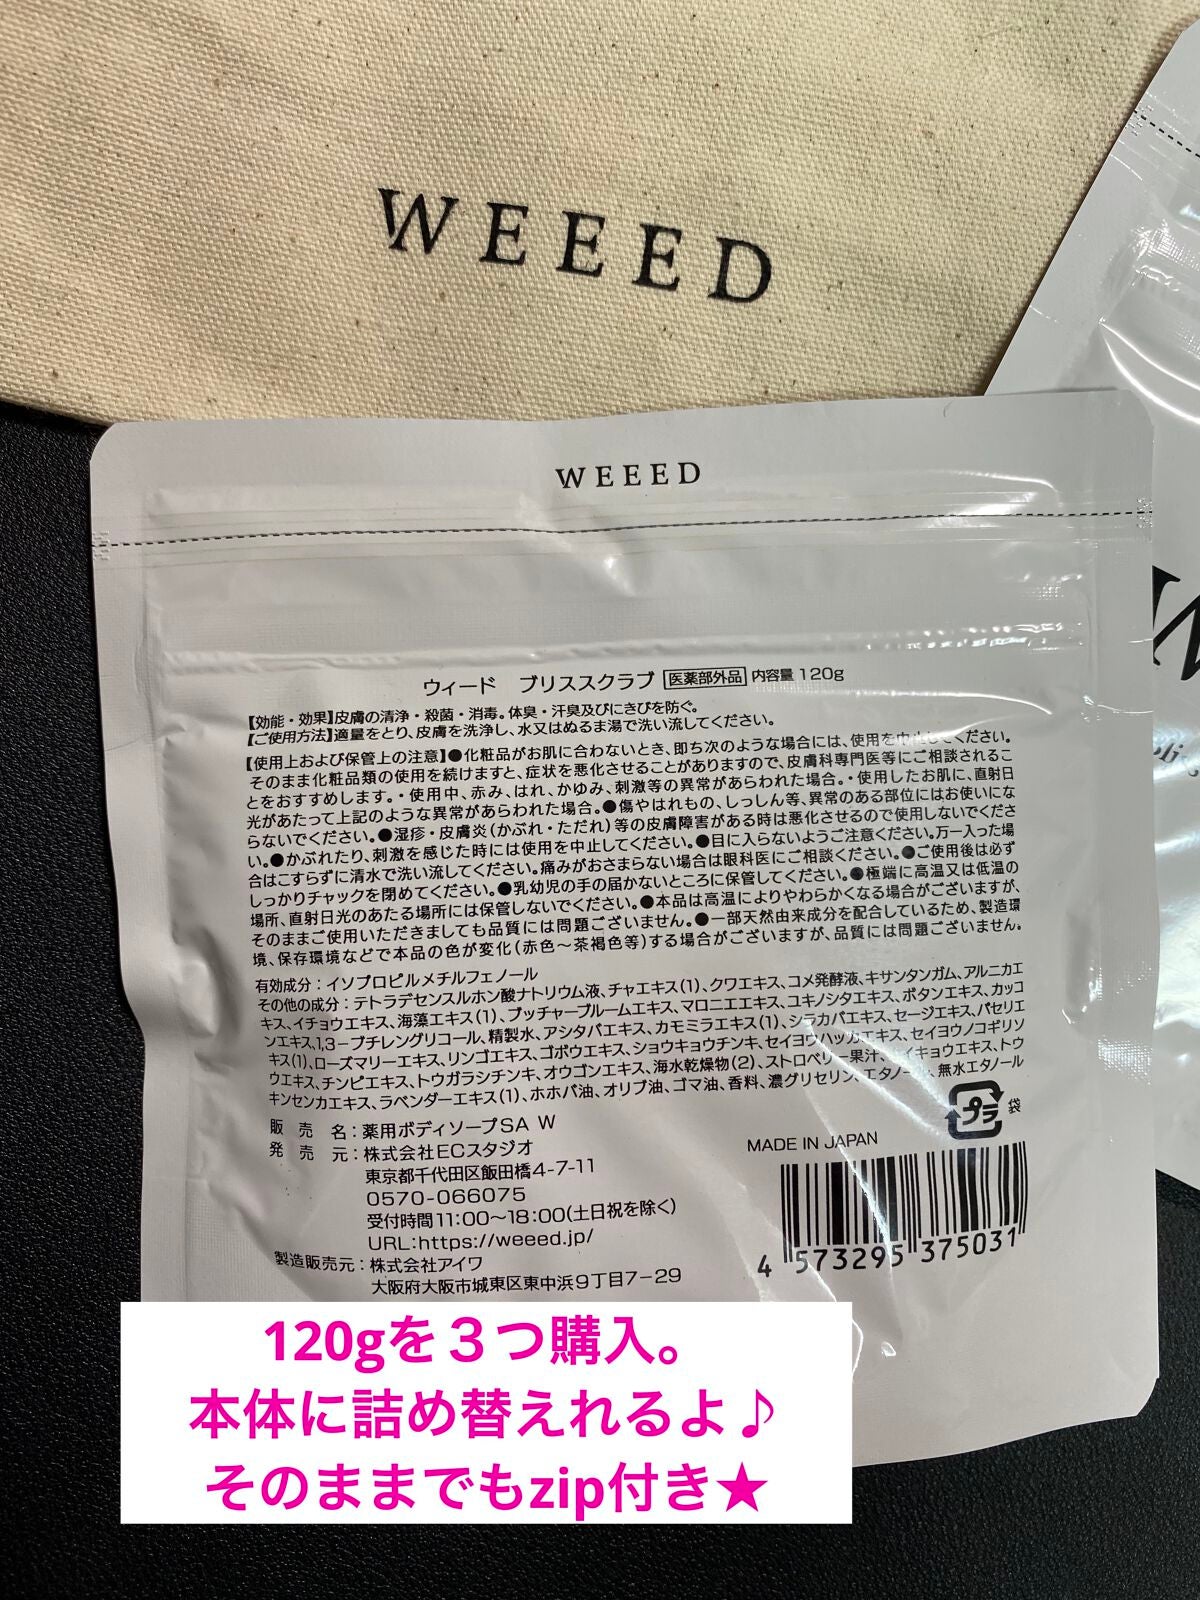 WEEED
WEEED
ウィード ブリススクラブ 医薬部外品 内容量 120g
【効能・効果】皮膚の清浄・殺菌・消毒。体臭・汗臭及びにきびを防ぐ。
【ご使用方法】適量をとり、皮膚を洗浄し、水又はぬるま湯で洗い流してください。
【使用上および保管上の注意】●化粧品がお肌に合わないとき、即ち次のような場合には、使用を中止してください。
そのまま化粧品類の使用を続けますと、症状を悪化させることがありますので、皮膚科専門医等にご相談されるこ
とをおすすめします。・使用中、赤み、はれ、かゆみ、刺激等の異常があらわれた場合。・使用したお肌に、直射日
光があたって上記のような異常があらわれた場合。●傷やはれもの、しっしん等、異常のある部位にはお使いにな
らないでください。●湿疹・皮膚炎(かぶれ・ただれ)等の皮膚障害がある時は悪化させるので使用しないでくださ
い。●かぶれたり、刺激を感じた時には使用を中止してください。●目に入らないようご注意ください。万一入った場
合はこすらずに清水で洗い流してください。痛みがおさまらない場合は眼科医にご相談ください。●ご使用後は必ず
しっかりチャックを閉めてください。●乳幼児の手の届かないところに保管してください。●極端に高温又は低温の
場所、直射日光のあたる場所には保管しないでください。●本品は高温によりやわらかくなる場合がございますが、
そのままご使用いただきましても品質には問題ございません。●一部天然由来成分を配合しているため、製造環
境、保存環境などで本品の色が変化(赤色～茶褐色等)する場合がございますが、品質には問題ございません。
有効成分：イソプロピルメチルフェノール
その他の成分：テトラデセンスルホン酸ナトリウム液、チャエキス(1)、クワエキス、コメ発酵液、キサンタンガム、アルニカエ
キス、イチョウエキス、海藻エキス(1)、ブッチャーブルームエキス、マロニエエキス、ユキノシタエキス、ボタンエキス、カッコ
ンエキス、1,3－ブチレングリコール、精製水、アシタバエキス、カモミラエキス(1)、シラカバエキス、セージエキス、パセリエ
キス(1)、ローズマリーエキス、リンゴエキス、ゴボウエキス、ショウキョウチンキ、セイヨウハッカエキス、セイヨウノコギリソ
ウエキス、チンピエキス、トウガラシチンキ、オウゴンエキス、海水乾燥物(2)、ストロベリー果汁、イキョウエキス、トウ
キンセンカエキス、ラベンダーエキス(1)、ホホバ油、オリブ油、ゴマ油、香料、濃グリセリン、エタノール、無水エタノール
販売名：薬用ボディソープSA W
発売元：株式会社ECスタジオ
東京都千代田区飯田橋4-7-11
0570-066075
受付時間11:00～18:00(土日祝を除く)
URL:https://weeed.jp/
製造販売元：株式会社アイワ
大阪府大阪市城東区東中浜9丁目7－29
プラ 袋
MADE IN JAPAN
4 573295 375031
120gを３つ購入。
本体に詰め替えれるよ♪
そのままでもzip付き★